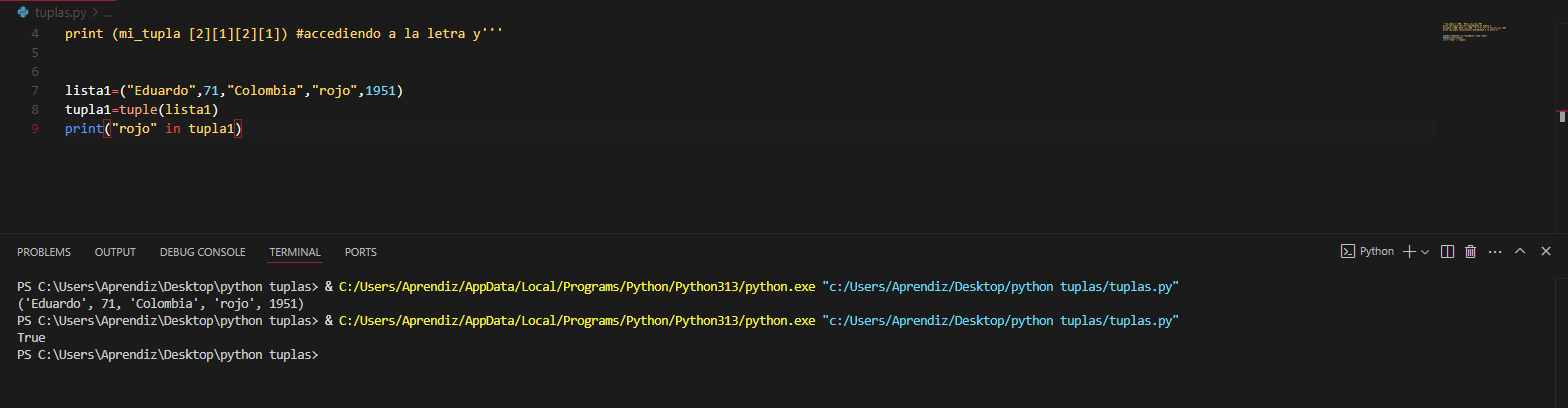 tuplas.py > ...
4 print (mi_tupla [2][1][2][1]) #accediendo a la letra y'''
5
6
7 lista1=("Eduardo",71,"Colombia","rojo",1951)
8 tupla1=tuple(lista1)
9 print("rojo" in tupla1)
PROBLEMS OUTPUT DEBUG CONSOLE TERMINAL PORTS Python
PS C:\Users\Aprendiz\Desktop\python tuplas> & C:/Users/Aprendiz/AppData/Local/Programs/Python/Python313/python.exe "c:/Users/Aprendiz/Desktop/python tuplas/tuplas.py"
('Eduardo', 71, 'Colombia', 'rojo', 1951)
PS C:\Users\Aprendiz\Desktop\python tuplas> & C:/Users/Aprendiz/AppData/Local/Programs/Python/Python313/python.exe "c:/Users/Aprendiz/Desktop/python tuplas/tuplas.py"
True
PS C:\Users\Aprendiz\Desktop\python tuplas>